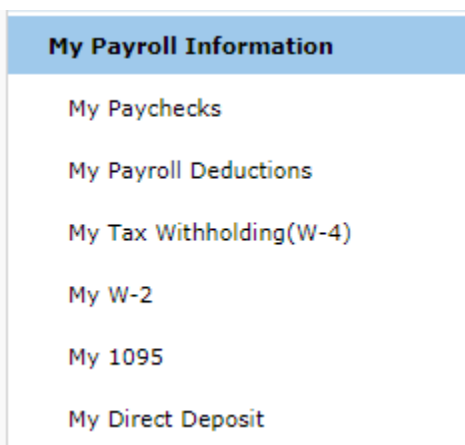 My Payroll Information
My Paychecks
My Payroll Deductions
My Tax Withholding(W-4)
My W-2
My 1095
My Direct Deposit